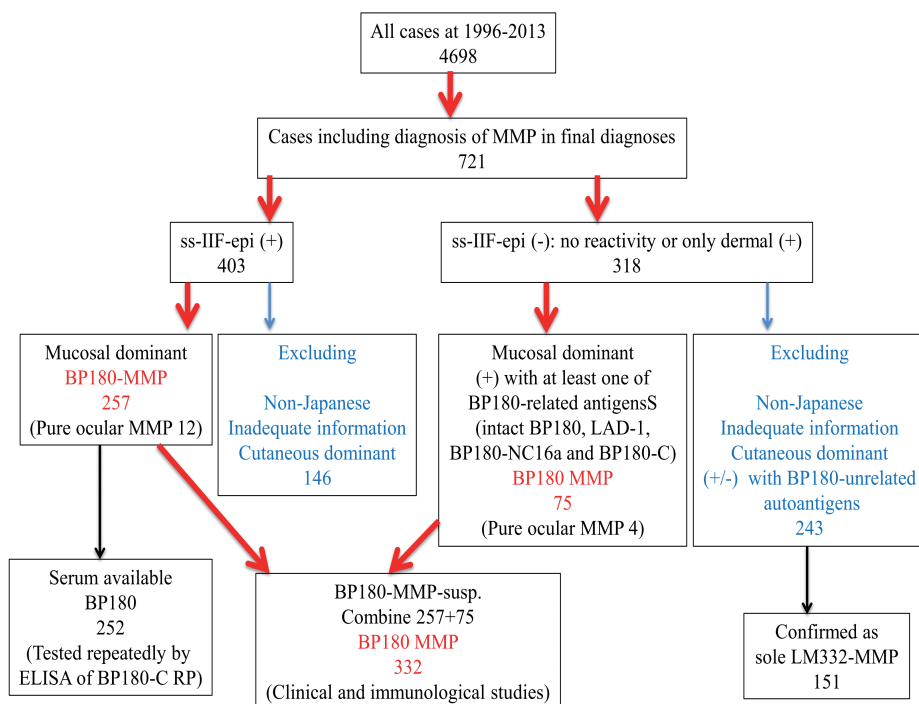 All cases at 1996-2013
4698
Cases including diagnosis of MMP in final diagnoses
721
ss-IIF-epi (+)
403
ss-IIF-epi (-): no reactivity or only dermal (+)
318
Mucosal dominant
BP180-MMP
257
(Pure ocular MMP 12)
Excluding
Non-Japanese
Inadequate information
Cutaneous dominant
146
Mucosal dominant
(+) with at least one of
BP180-related antigensS
(intact BP180, LAD-1,
BP180-NC16a and BP180-C)
BP180 MMP
75
(Pure ocular MMP 4)
Excluding
Non-Japanese
Inadequate information
Cutaneous dominant
(+/-) with BP180-unrelated
autoantigens
243
Serum available
BP180
252
(Tested repeatedly by
ELISA of BP180-C RP)
BP180-MMP-susp.
Combine 257+75
BP180 MMP
332
(Clinical and immunological studies)
Confirmed as
sole LM332-MMP
151